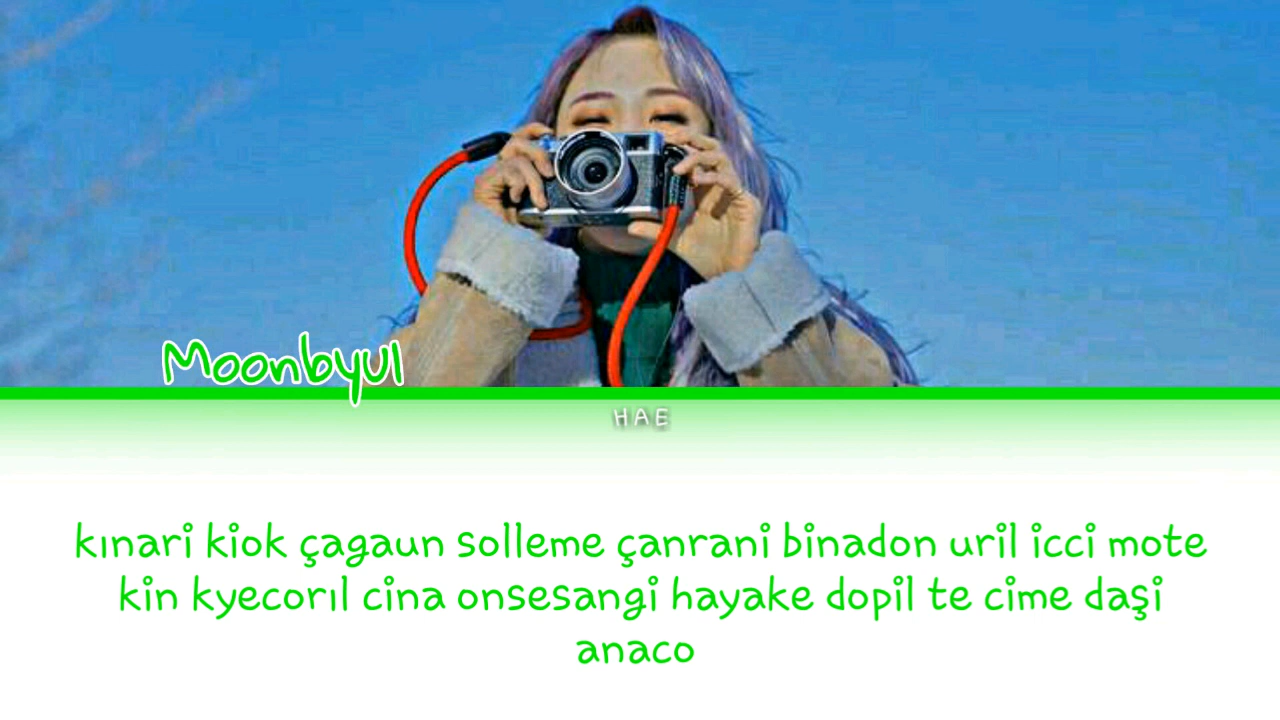 Moonbyul
HAE
kınari kiok çagaun solleme çanrani binadon uril icci mote
kin kyecorıl cina onsesangi hayake dopil te cime daşi
anaco